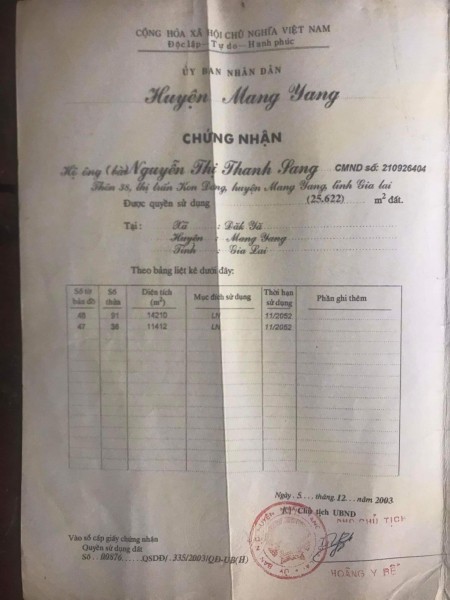 CỘNG HÒA XÃ HỘI CHỦ NGHĨA VIỆT NAM
Độc lập - Tự do - Hạnh phúc
ỦY BAN NHÂN DÂN
Huyện Mang Yang
CHỨNG NHẬN
Hộ ông (bà) Nguyễn Thị Thanh Sang CMND số: 210926404
Thôn 35, thị trấn Kon Dỡng, huyện Mang Yang, tỉnh Gia lai
Được quyền sử dụng (25.622) m² đất.
Tại : Xã : Đăk Yă
Huyện : Mang Yang
Tỉnh : Gia Lai
Theo bảng liệt kê dưới đây:
Số tờ bản đồ Số thửa Diện tích (m²) Mục đích sử dụng Thời hạn sử dụng Phần ghi thêm
48 91 14210 LN 11/2052
47 11412 LN 11/2052
Ngày . 5 . . . tháng . 12 . . năm 2003
Chủ tịch UBND
PHÓ CHỦ TỊCH
Vào sổ cấp giấy chứng nhận
Quyền sử dụng đất
Số . . 00876 . . . . QSDĐ/ . 335/2003/QĐ-UB(H)
HOÀNG Y BÊ